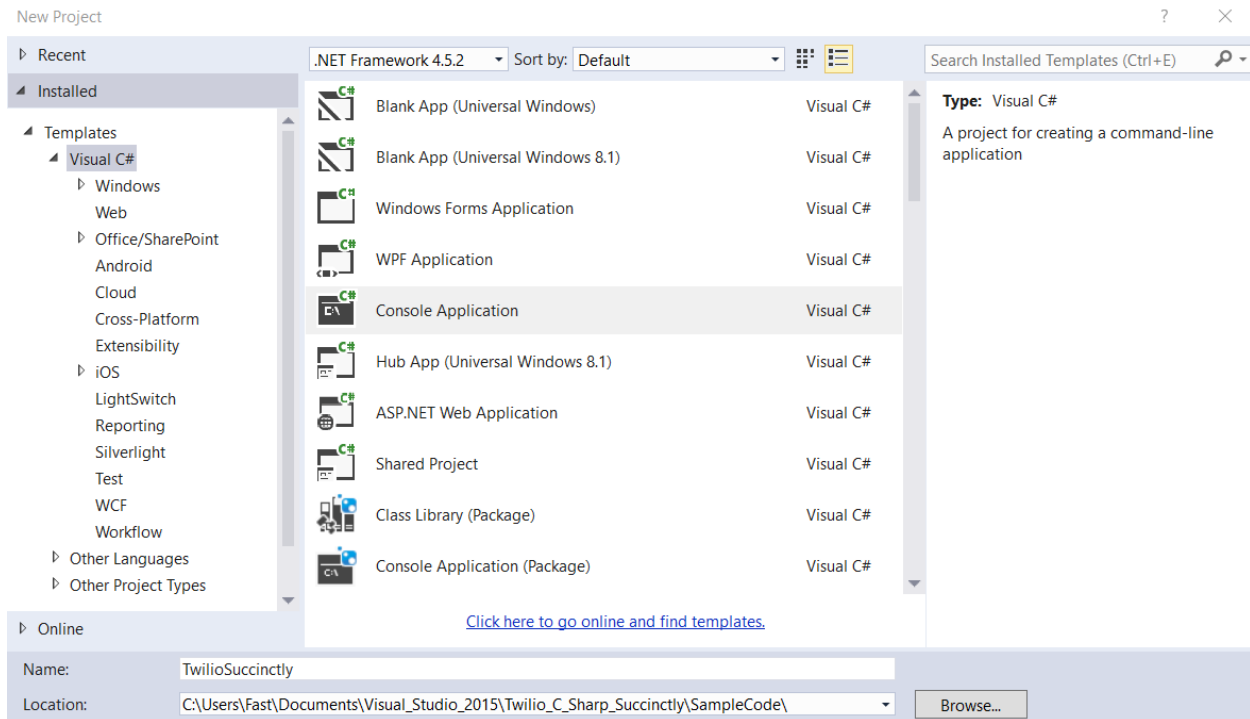 New Project
?
Recent
.NET Framework 4.5.2 Sort by: Default
Search Installed Templates (Ctrl+E)
Installed
Templates
Visual C#
Windows
Web
Office/SharePoint
Android
Cloud
Cross-Platform
Extensibility
iOS
LightSwitch
Reporting
Silverlight
Test
WCF
Workflow
Other Languages
Other Project Types
Online
C# Blank App (Universal Windows) Visual C#
C# Blank App (Universal Windows 8.1) Visual C#
C# Windows Forms Application Visual C#
C# WPF Application Visual C#
C# C:\ Console Application Visual C#
C# Hub App (Universal Windows 8.1) Visual C#
C# ASP.NET Web Application Visual C#
C# Shared Project Visual C#
Class Library (Package) Visual C#
C:\ Console Application (Package) Visual C#
Click here to go online and find templates.
Type: Visual C#
A project for creating a command-line
application
Name: TwilioSuccinctly
Location: C:\Users\Fast\Documents\Visual_Studio_2015\Twilio_C_Sharp_Succinctly\SampleCode\ Browse...